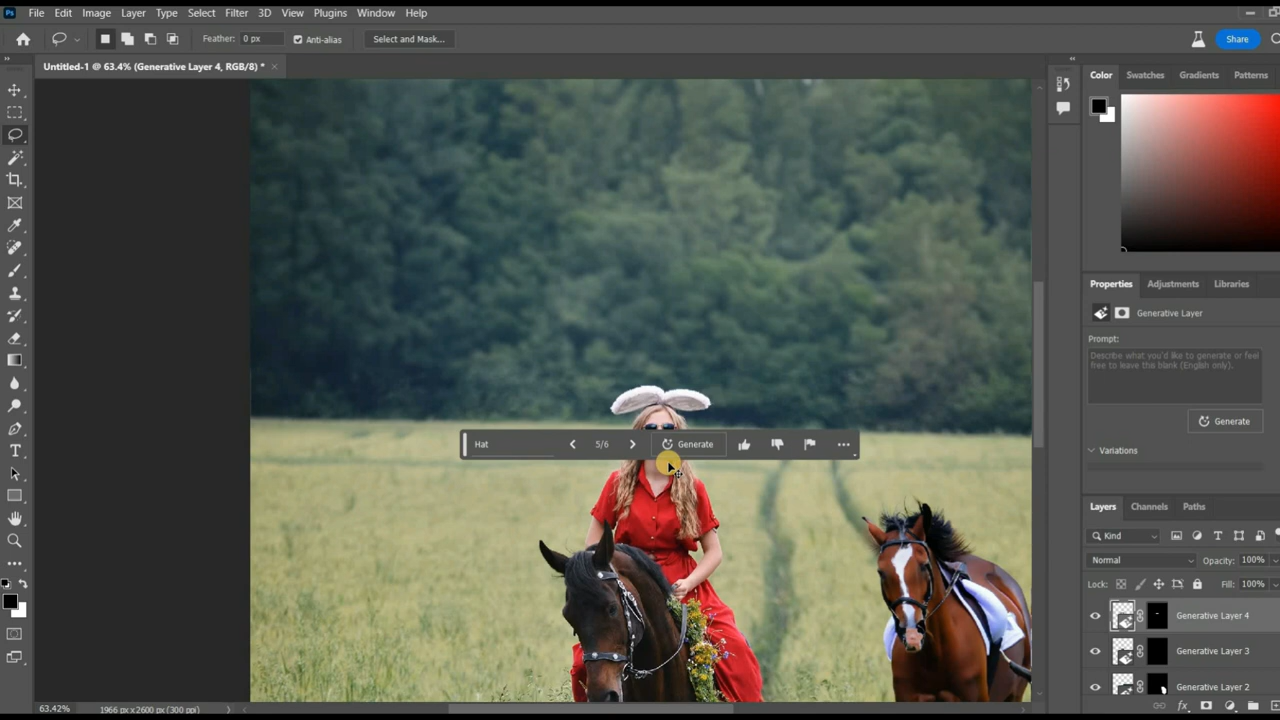 Ps File Edit Image Layer Type Select Filter 3D View Plugins Window Help
Feather: 0 px Anti-alias Select and Mask... Share
Untitled-1 @ 63.4% (Generative Layer 4, RGB/8) * ×
Color Swatches Gradients Patterns
Properties Adjustments Libraries
Generative Layer
Prompt:
Describe what you'd like to generate or feel
free to leave this blank (English only).
Generate
Variations
Hat 5/6 Generate
Layers Channels Paths
Kind
Normal Opacity: 100%
Lock: Fill: 100%
Generative Layer 4
Generative Layer 3
Generative Layer 2
63.42% 1966 px x 2600 px (300 ppi)